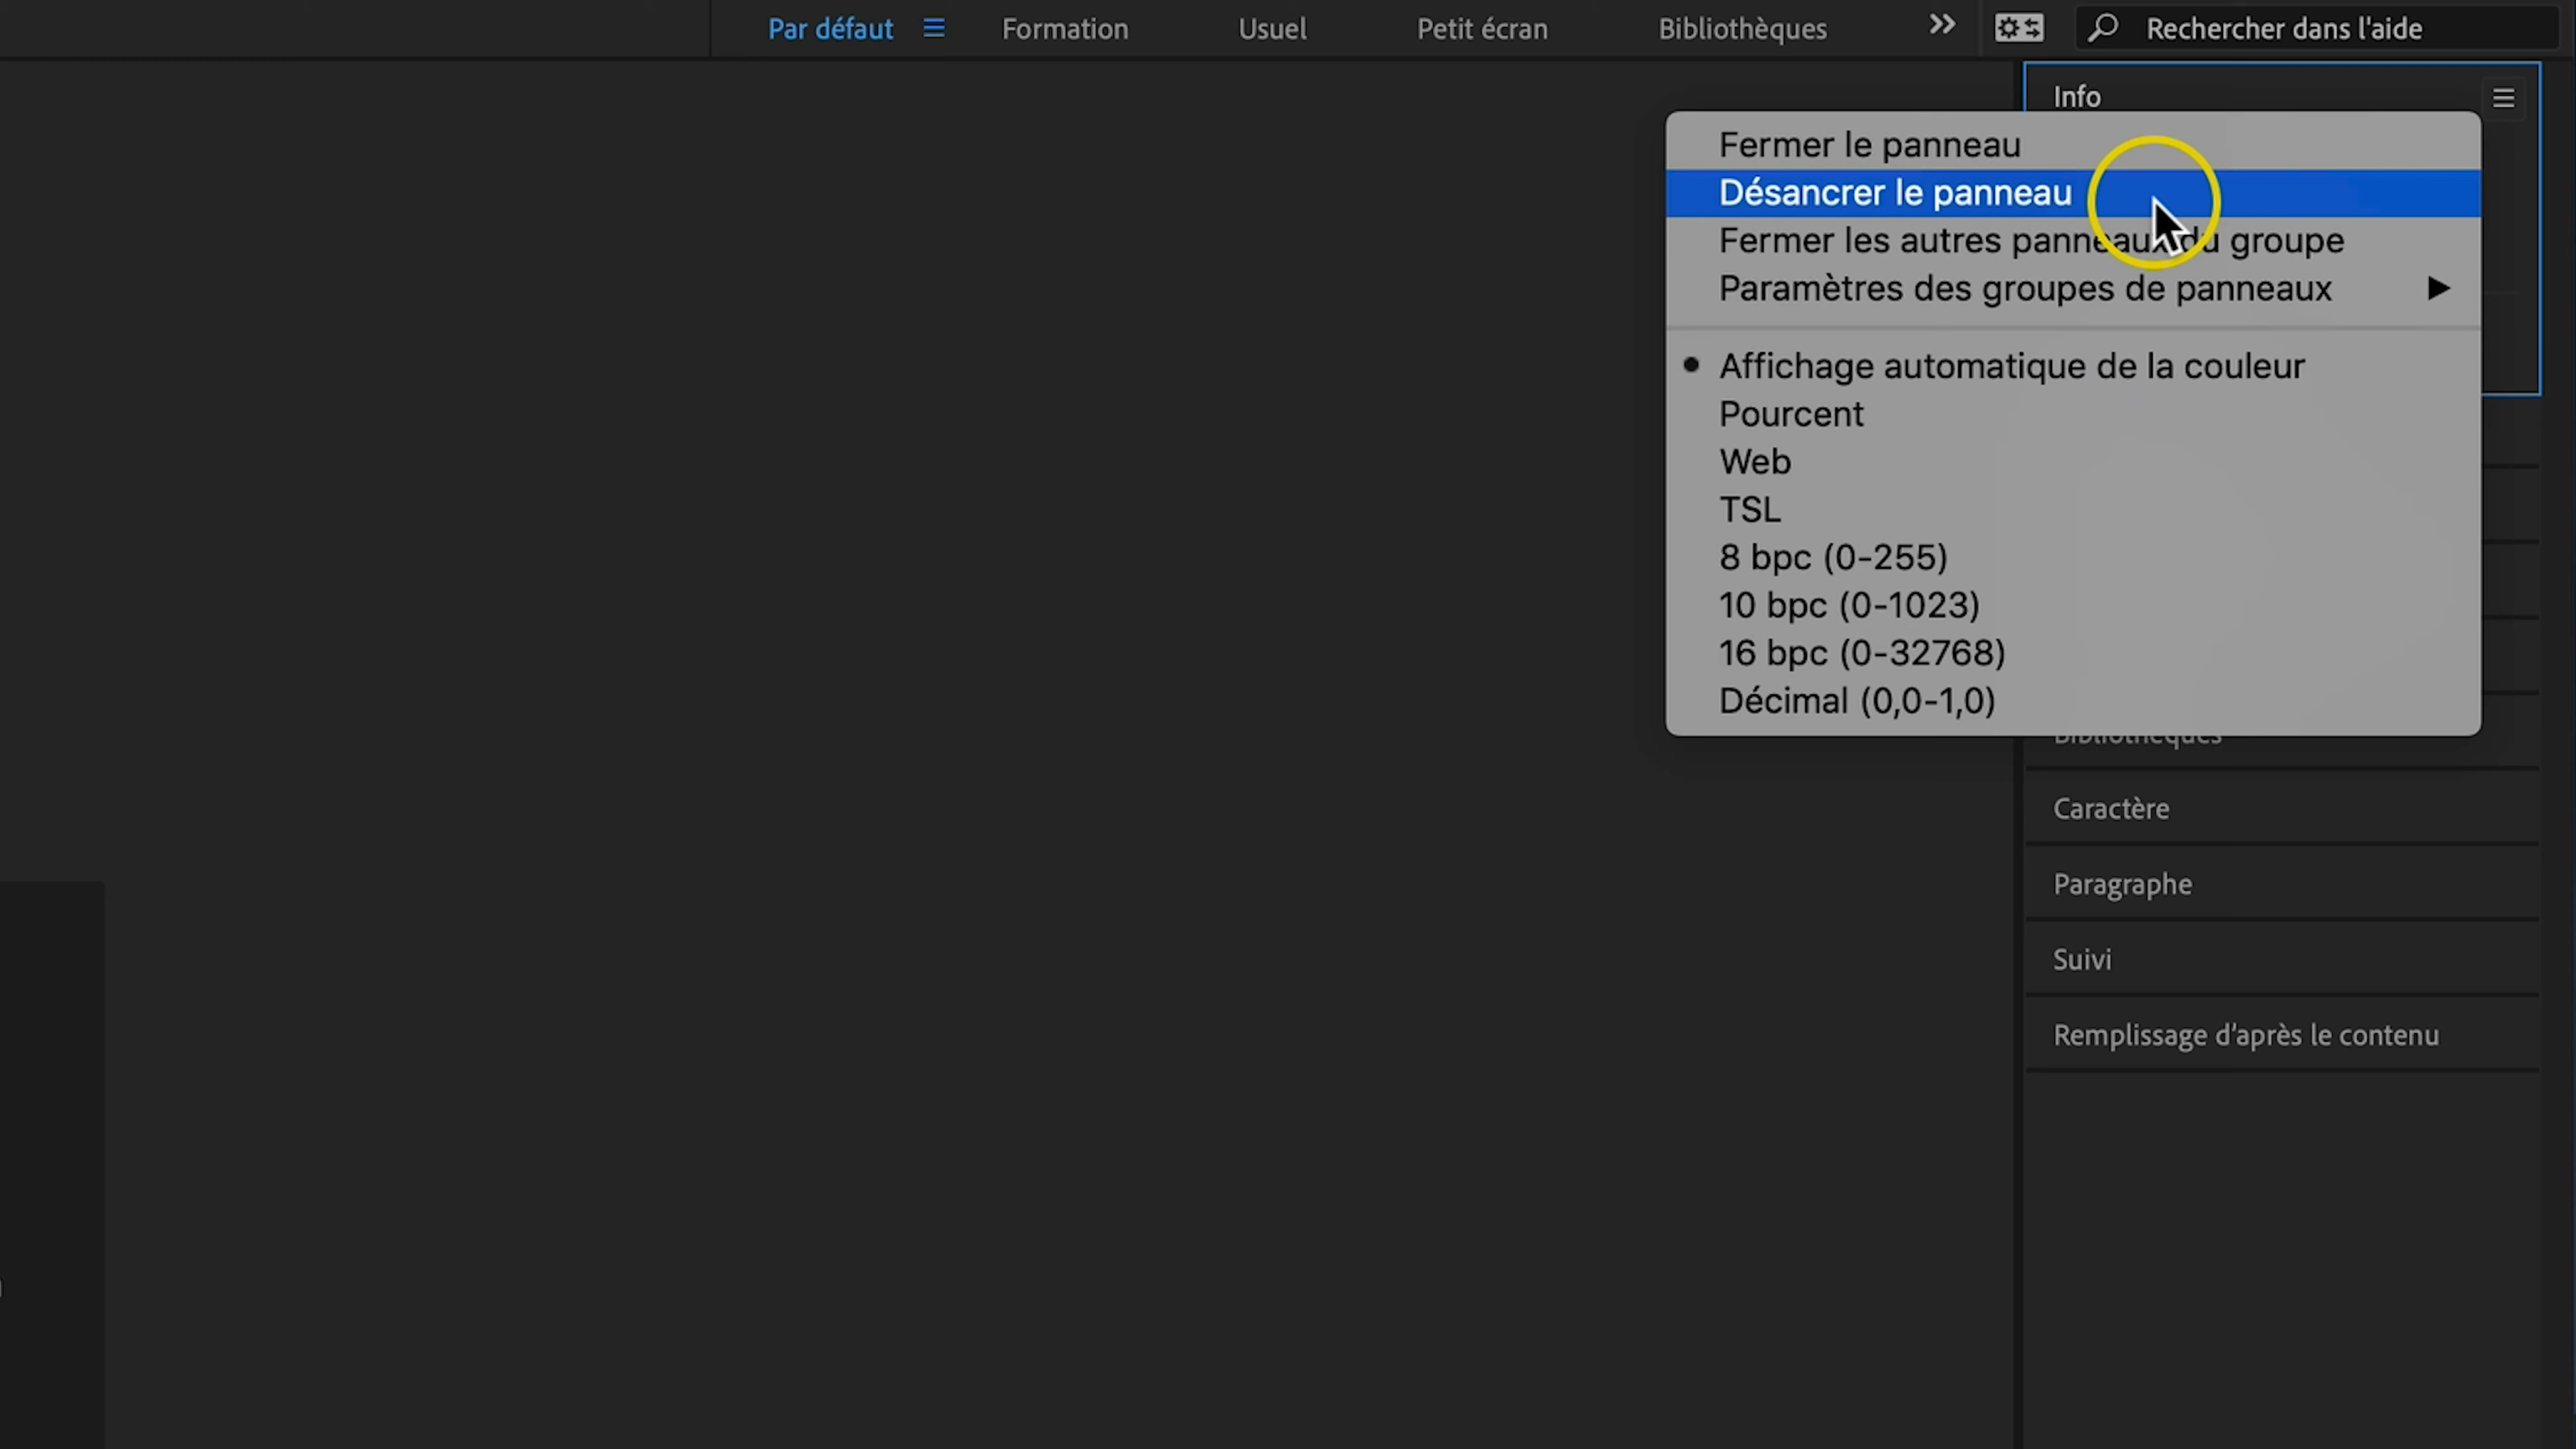 Par défaut
Formation
Usuel
Petit écran
Bibliothèques
Rechercher dans l'aide
Info
Fermer le panneau
Désancrer le panneau
Fermer les autres panneaux du groupe
Paramètres des groupes de panneaux
Affichage automatique de la couleur
Pourcent
Web
TSL
8 bpc (0-255)
10 bpc (0-1023)
16 bpc (0-32768)
Décimal (0,0-1,0)
Bibliothèques
Caractère
Paragraphe
Suivi
Remplissage d’après le contenu